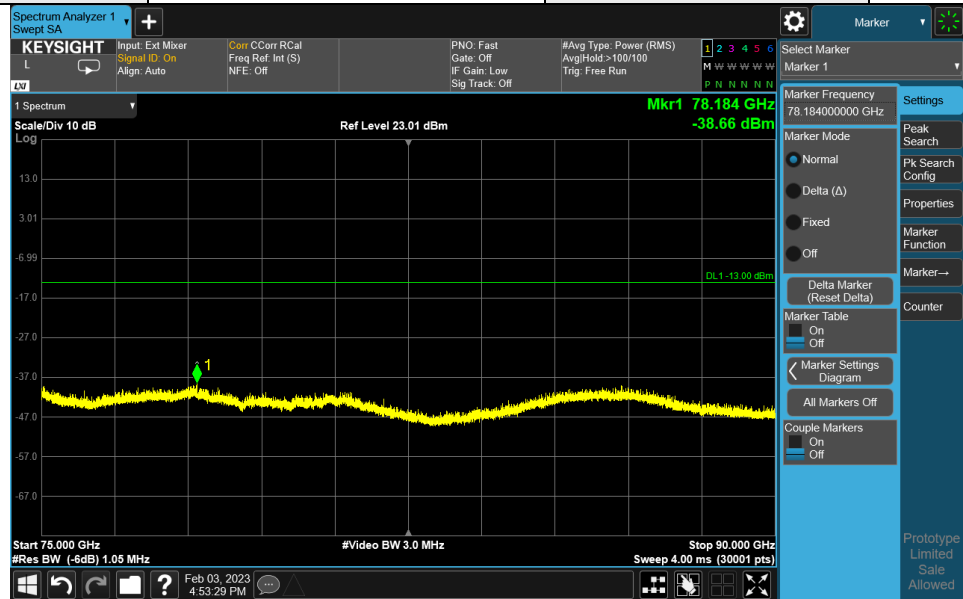 Spectrum Analyzer 1
Swept SA
Marker
KEYSIGHT
L
LXI
Input: Ext Mixer
Signal ID: On
Align: Auto
Corr CCorr RCal
Freq Ref: Int (S)
NFE: Off
PNO: Fast
Gate: Off
IF Gain: Low
Sig Track: Off
#Avg Type: Power (RMS)
Avg|Hold:>100/100
Trig: Free Run
1 2 3 4 5 6
M W W W W W
P N N N N N
Select Marker
Marker 1
1 Spectrum
Mkr1 78.184 GHz
-38.66 dBm
Scale/Div 10 dB
Ref Level 23.01 dBm
Log
13.0
3.01
-6.99
DL1 -13.00 dBm
-17.0
-27.0
1
-37.0
-47.0
-57.0
-67.0
Start 75.000 GHz
#Video BW 3.0 MHz
Stop 90.000 GHz
#Res BW (-6dB) 1.05 MHz
Sweep 4.00 ms (30001 pts)
Marker Frequency
78.184000000 GHz
Marker Mode
Normal
Delta (Δ)
Fixed
Off
Delta Marker
(Reset Delta)
Marker Table
On
Off
Marker Settings
Diagram
All Markers Off
Couple Markers
On
Off
Settings
Peak
Search
Pk Search
Config
Properties
Marker
Function
Marker→
Counter
Prototype
Limited
Sale
Allowed
?
Feb 03, 2023
4:53:29 PM